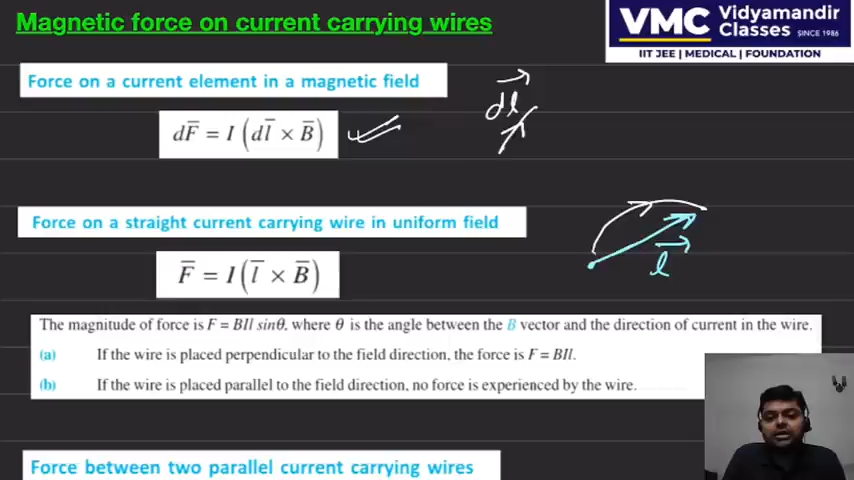 Magnetic force on current carrying wires
VMC Vidyamandir Classes
SINCE 1986
IIT JEE | MEDICAL | FOUNDATION
Force on a current element in a magnetic field
dF̅ = I (dl̅ × B̅)
dl⃗
Force on a straight current carrying wire in uniform field
F̅ = I (l̅ × B̅)
l⃗
The magnitude of force is F = BIl sinθ, where θ is the angle between the B vector and the direction of current in the wire.
(a) If the wire is placed perpendicular to the field direction, the force is F = BIl.
(b) If the wire is placed parallel to the field direction, no force is experienced by the wire.
Force between two parallel current carrying wires